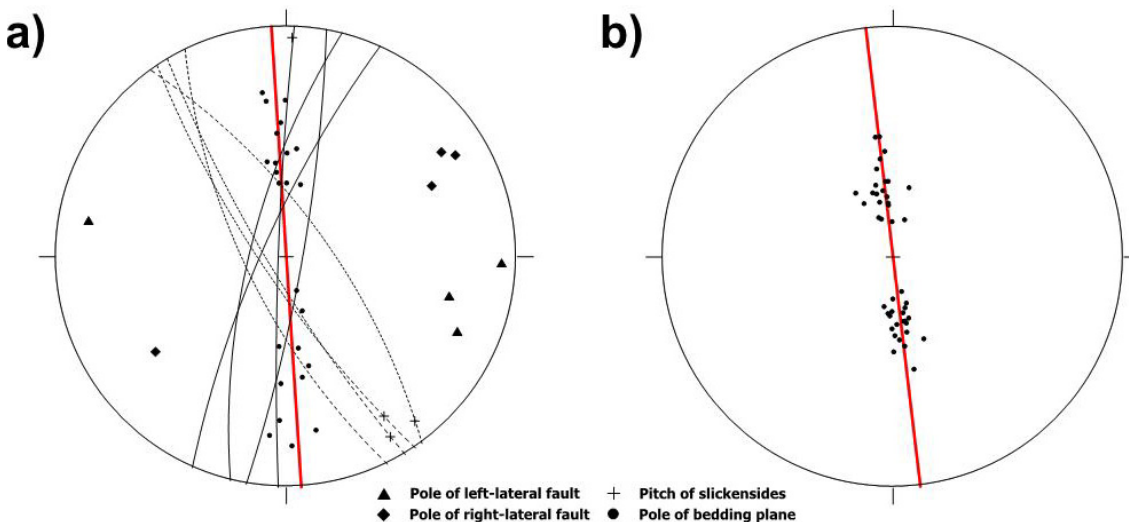 a)
b)
Pole of left-lateral fault
Pitch of slickensides
Pole of right-lateral fault
Pole of bedding plane